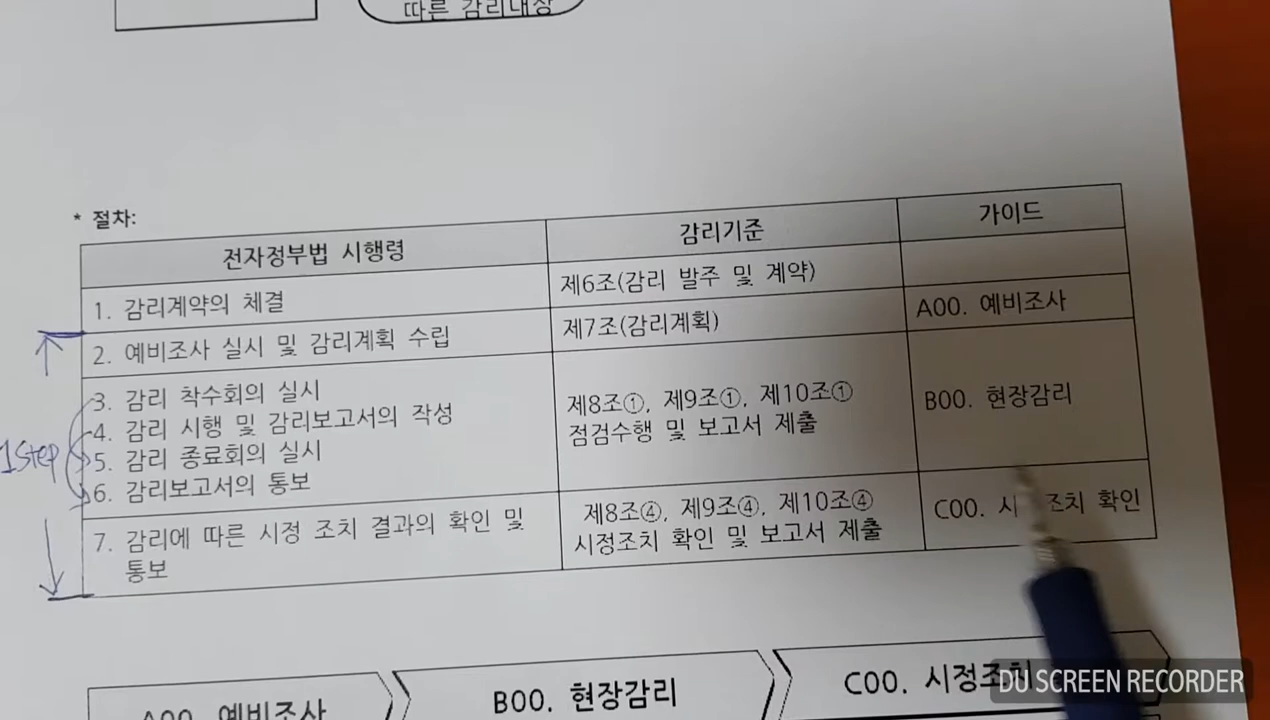 따른 감리대상
* 절차:
전자정부법 시행령 감리기준 가이드
1. 감리계약의 체결 제6조(감리 발주 및 계약)
2. 예비조사 실시 및 감리계획 수립 제7조(감리계획) A00. 예비조사
3. 감리 착수회의 실시
4. 감리 시행 및 감리보고서의 작성
5. 감리 종료회의 실시
6. 감리보고서의 통보
제8조①, 제9조①, 제10조①
점검수행 및 보고서 제출
B00. 현장감리
1step
7. 감리에 따른 시정 조치 결과의 확인 및
통보
제8조④, 제9조④, 제10조④
시정조치 확인 및 보고서 제출
C00. 시 조치 확인
A00. 예비조사 B00. 현장감리 C00. 시정조치
DU SCREEN RECORDER